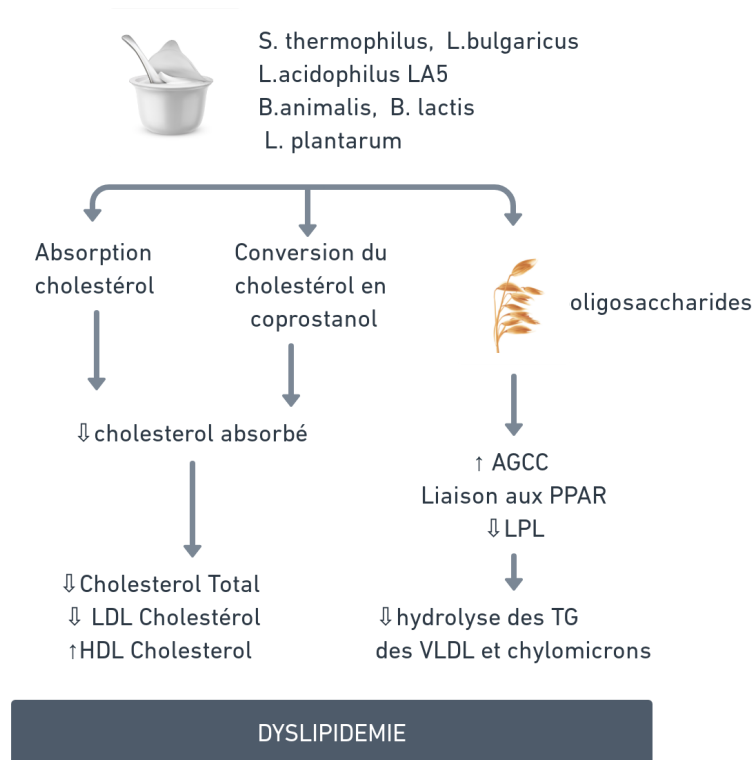 S. thermophilus, L.bulgaricus
L.acidophilus LA5
B.animalis, B. lactis
L. plantarum
Absorption
cholestérol
Conversion du
cholestérol en
coprostanol
oligosaccharides
⇩cholesterol absorbé
↑ AGCC
Liaison aux PPAR
⇩LPL
⇩Cholesterol Total
⇩ LDL Cholestérol
↑HDL Cholesterol
⇩hydrolyse des TG
des VLDL et chylomicrons
DYSLIPIDEMIE